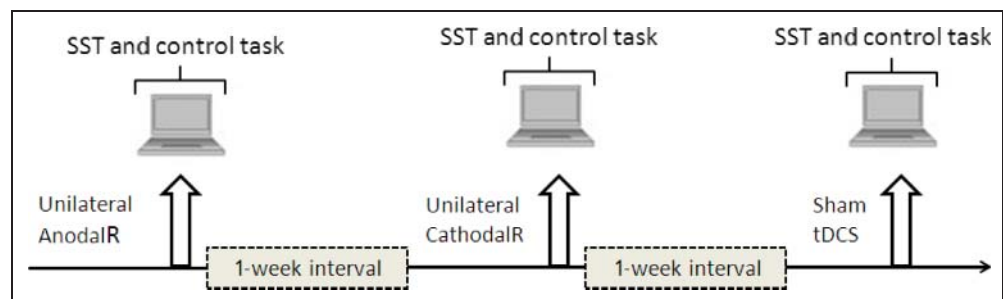 SST and control task
SST and control task
SST and control task
Unilateral
AnodalR
Unilateral
CathodalR
Sham
tDCS
1-week interval
1-week interval